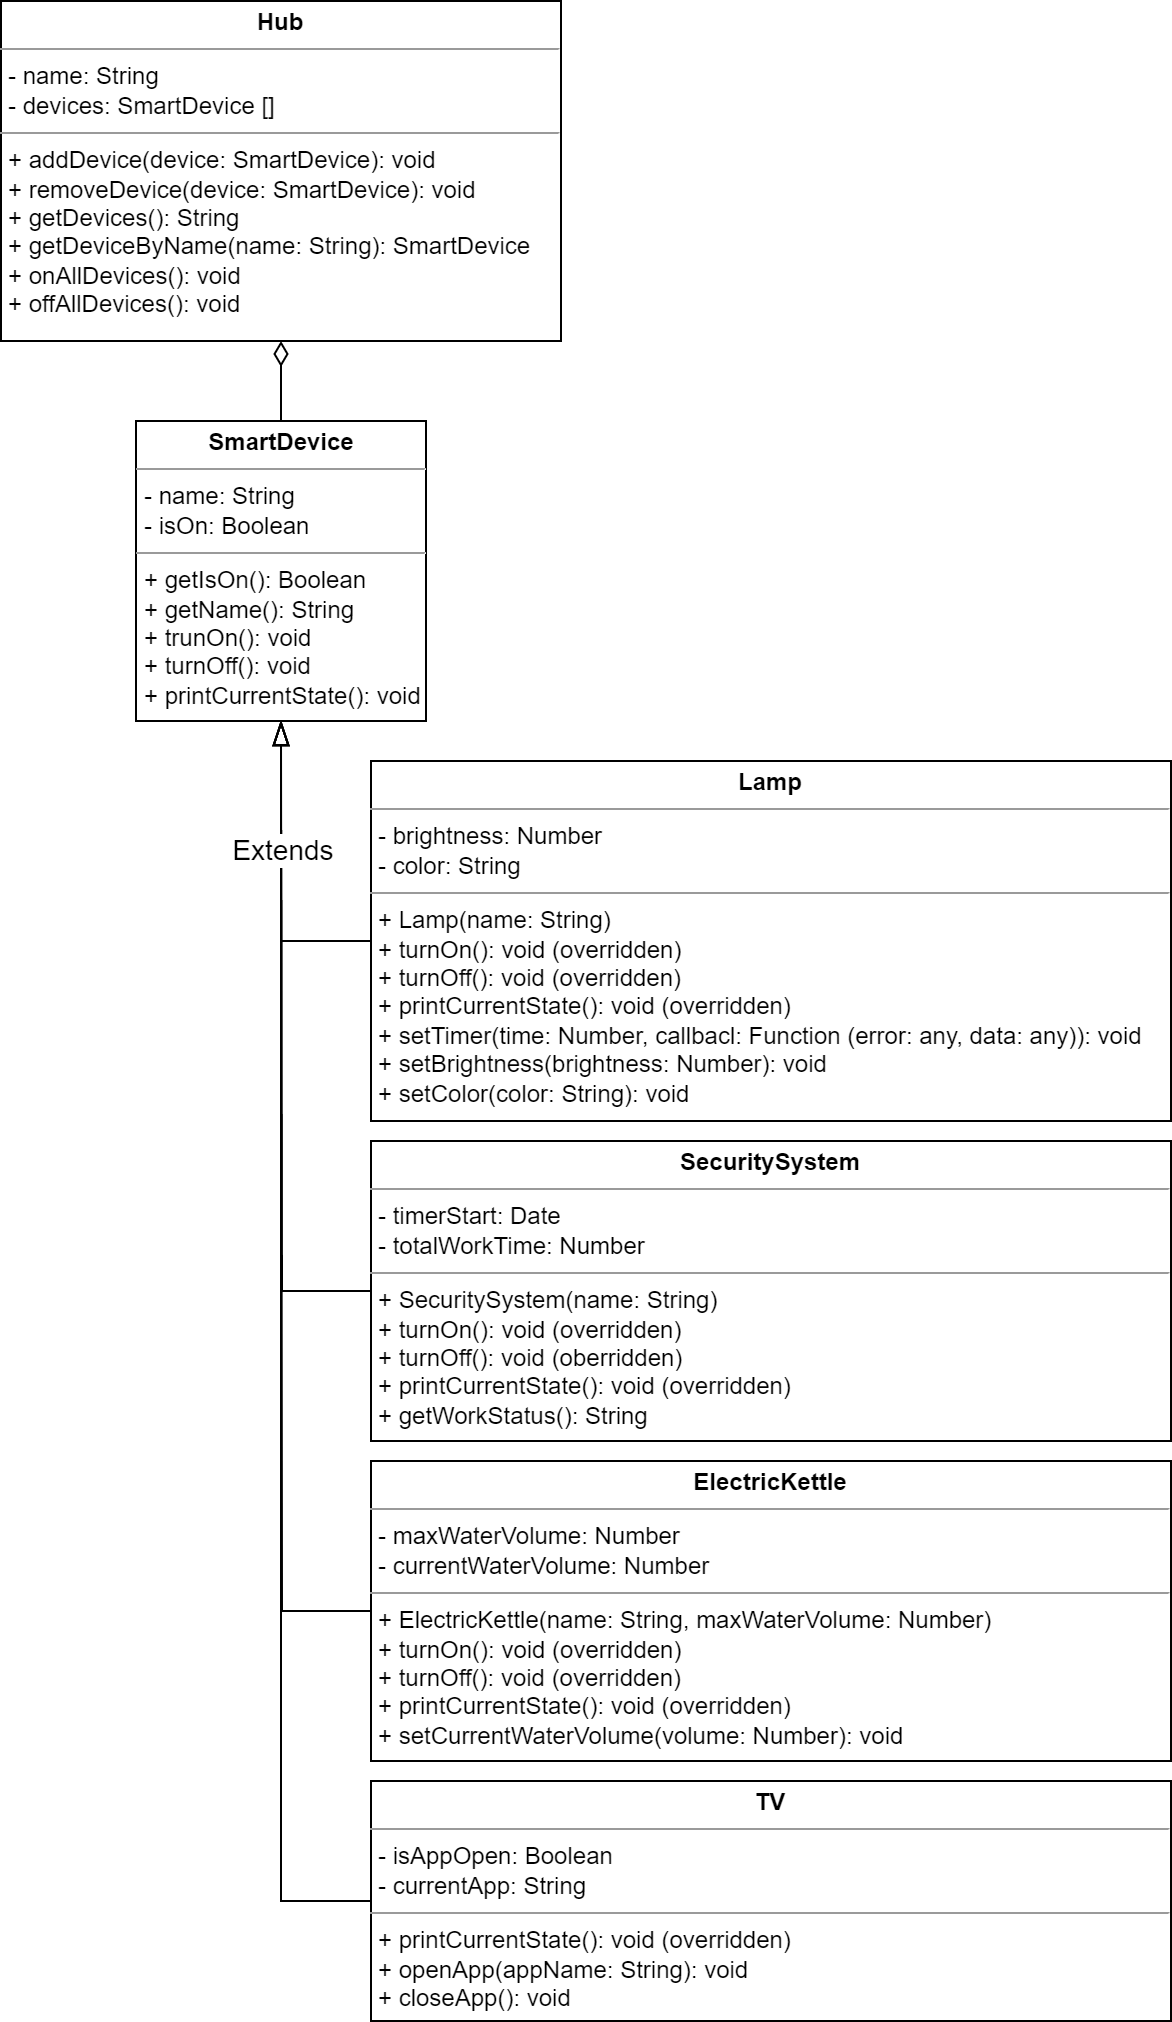 Hub
- name: String
- devices: SmartDevice []
+ addDevice(device: SmartDevice): void
+ removeDevice(device: SmartDevice): void
+ getDevices(): String
+ getDeviceByName(name: String): SmartDevice
+ onAllDevices(): void
+ offAllDevices(): void
SmartDevice
- name: String
- isOn: Boolean
+ getIsOn(): Boolean
+ getName(): String
+ trunOn(): void
+ turnOff(): void
+ printCurrentState(): void
Extends
Lamp
- brightness: Number
- color: String
+ Lamp(name: String)
+ turnOn(): void (overridden)
+ turnOff(): void (overridden)
+ printCurrentState(): void (overridden)
+ setTimer(time: Number, callbacl: Function (error: any, data: any)): void
+ setBrightness(brightness: Number): void
+ setColor(color: String): void
SecuritySystem
- timerStart: Date
- totalWorkTime: Number
+ SecuritySystem(name: String)
+ turnOn(): void (overridden)
+ turnOff(): void (oberridden)
+ printCurrentState(): void (overridden)
+ getWorkStatus(): String
ElectricKettle
- maxWaterVolume: Number
- currentWaterVolume: Number
+ ElectricKettle(name: String, maxWaterVolume: Number)
+ turnOn(): void (overridden)
+ turnOff(): void (overridden)
+ printCurrentState(): void (overridden)
+ setCurrentWaterVolume(volume: Number): void
TV
- isAppOpen: Boolean
- currentApp: String
+ printCurrentState(): void (overridden)
+ openApp(appName: String): void
+ closeApp(): void